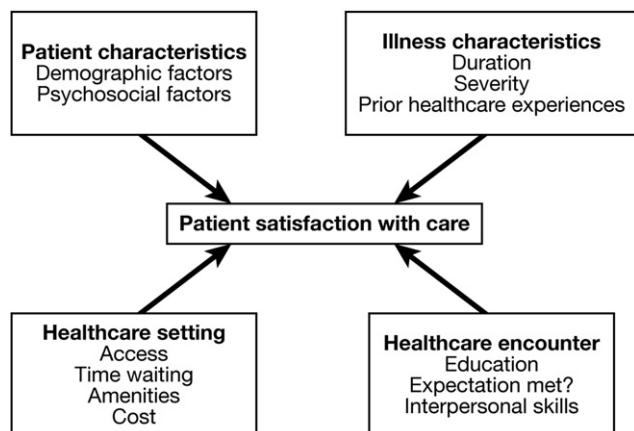 Patient characteristics
Demographic factors
Psychosocial factors
Illness characteristics
Duration
Severity
Prior healthcare experiences
Patient satisfaction with care
Healthcare setting
Access
Time waiting
Amenities
Cost
Healthcare encounter
Education
Expectation met?
Interpersonal skills